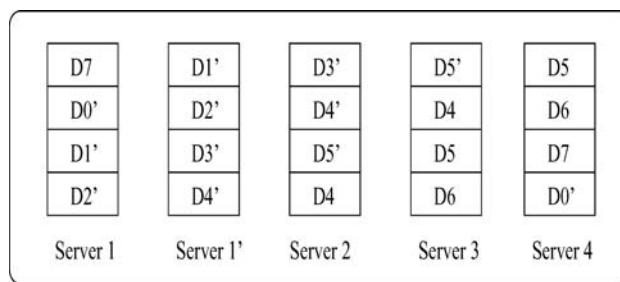 D7 D1’ D3’ D5’ D5
D0’ D2’ D4’ D4 D6
D1’ D3’ D5’ D5 D7
D2’ D4’ D4 D6 D0’
Server 1 Server 1’ Server 2 Server 3 Server 4